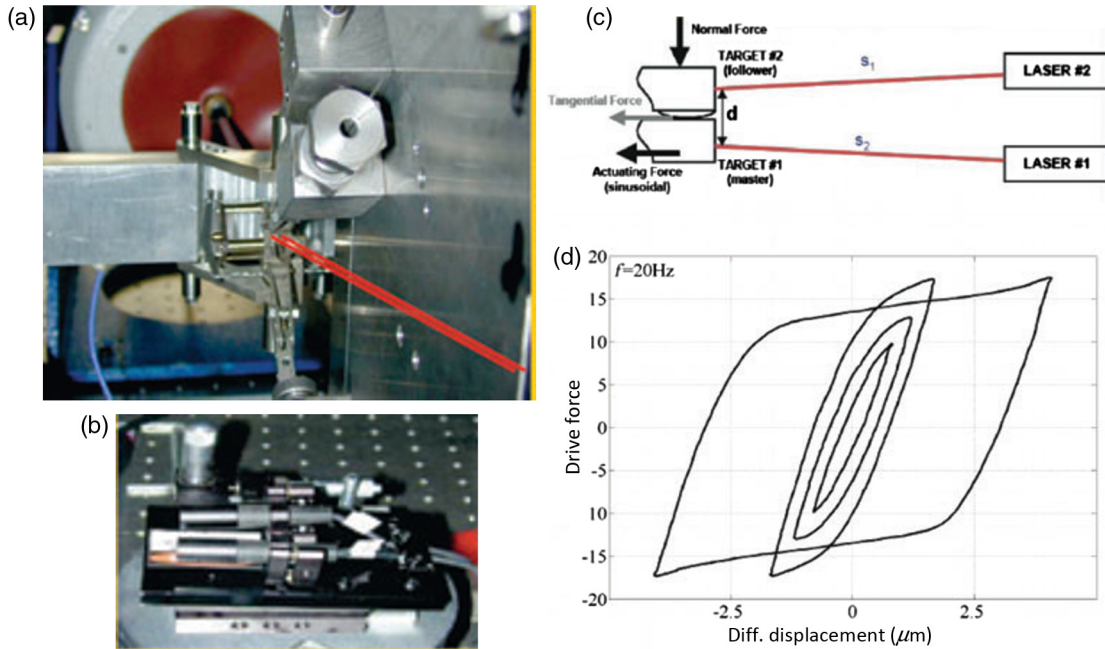 (a)
(b)
(c)
Normal Force
TARGET #2
(follower)
S1
LASER #2
Tangential Force
d
S2
Actuating Force
(sinusoidal)
TARGET #1
(master)
LASER #1
(d)
f=20Hz
20
15
10
5
0
-5
-10
-15
-20
Drive force
-2.5
0
2.5
Diff. displacement (μm)